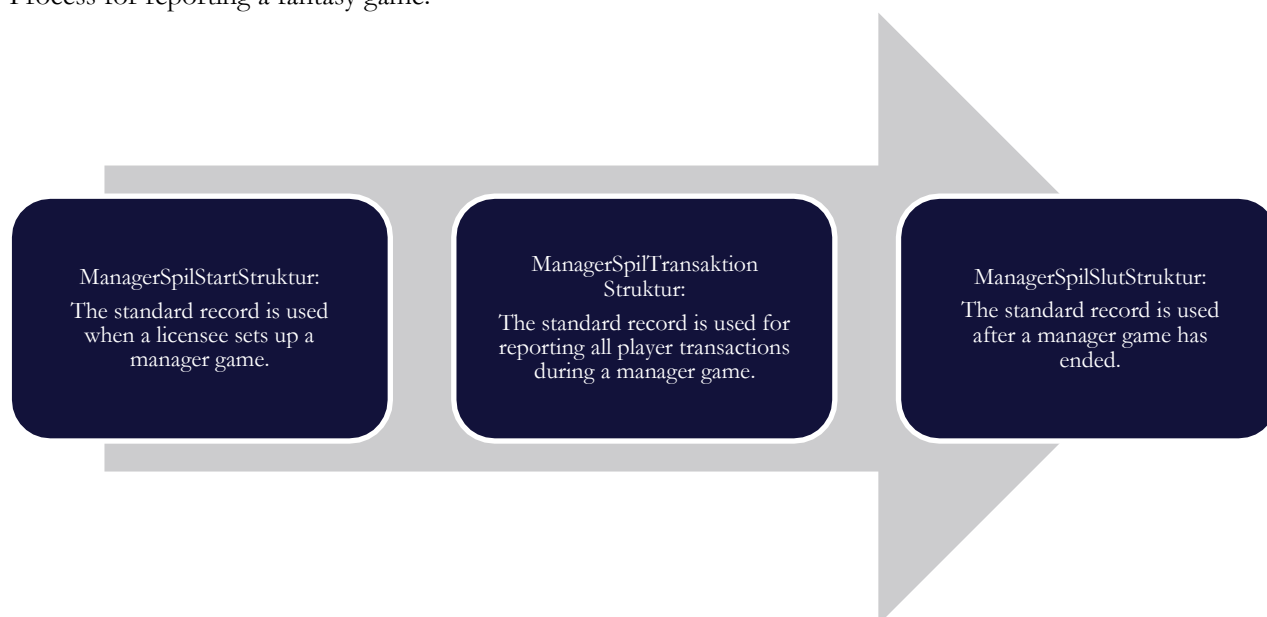 Process for reporting a fantasy game:
ManagerSpilStartStruktur:
The standard record is used
when a licensee sets up a
manager game.
ManagerSpilTransaktion
Struktur:
The standard record is used for
reporting all player transactions
during a manager game.
ManagerSpilSlutStruktur:
The standard record is used
after a manager game has
ended.